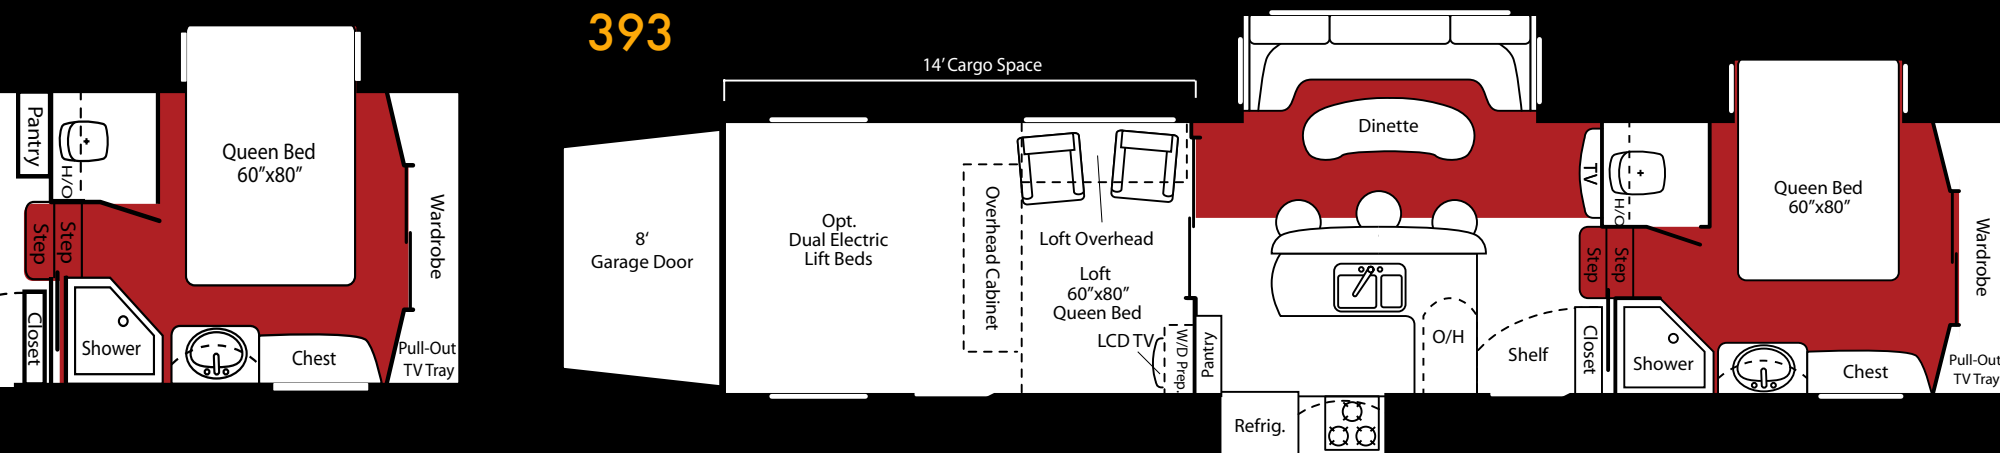 Pantry
H/O
Step
Step
Closet
Shower
Queen Bed
60”x80”
Chest
Wardrobe
Pull-Out
TV Tray
393
14’ Cargo Space
8‘
Garage Door
Opt.
Dual Electric
Lift Beds
Overhead Cabinet
Loft Overhead
Loft
60”x80”
Queen Bed
LCD TV
W/D Prep.
Pantry
Refrig.
Dinette
TV
O/H
Shelf
Closet
Step
Step
H/O
Shower
Queen Bed
60”x80”
Chest
Wardrobe
Pull-Out
TV Tray